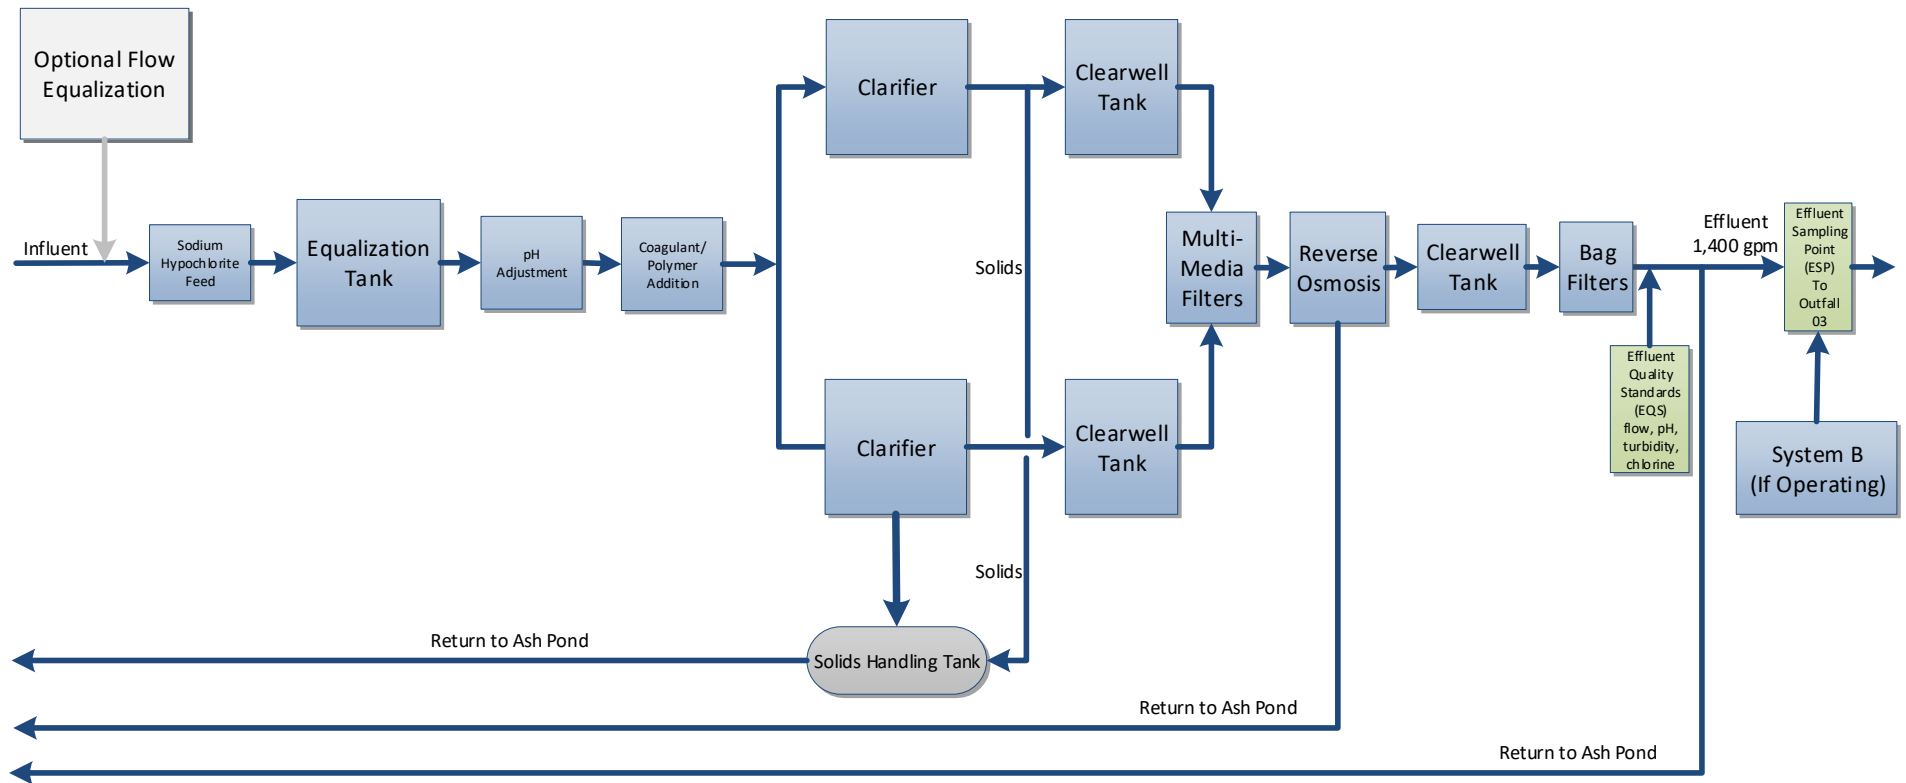 Optional Flow
Equalization
Influent
Sodium
Hypochlorite
Feed
Equalization
Tank
pH
Adjustment
Coagulant/
Polymer
Addition
Clarifier
Clearwell
Tank
Solids
Clarifier
Clearwell
Tank
Multi-
Media
Filters
Reverse
Osmosis
Clearwell
Tank
Bag
Filters
Effluent
1,400 gpm
Effluent
Sampling
Point
(ESP)
To
Outfall
03
Effluent
Quality
Standards
(EQS)
flow, pH,
turbidity,
chlorine
System B
(If Operating)
Solids
Solids Handling Tank
Return to Ash Pond
Return to Ash Pond
Return to Ash Pond